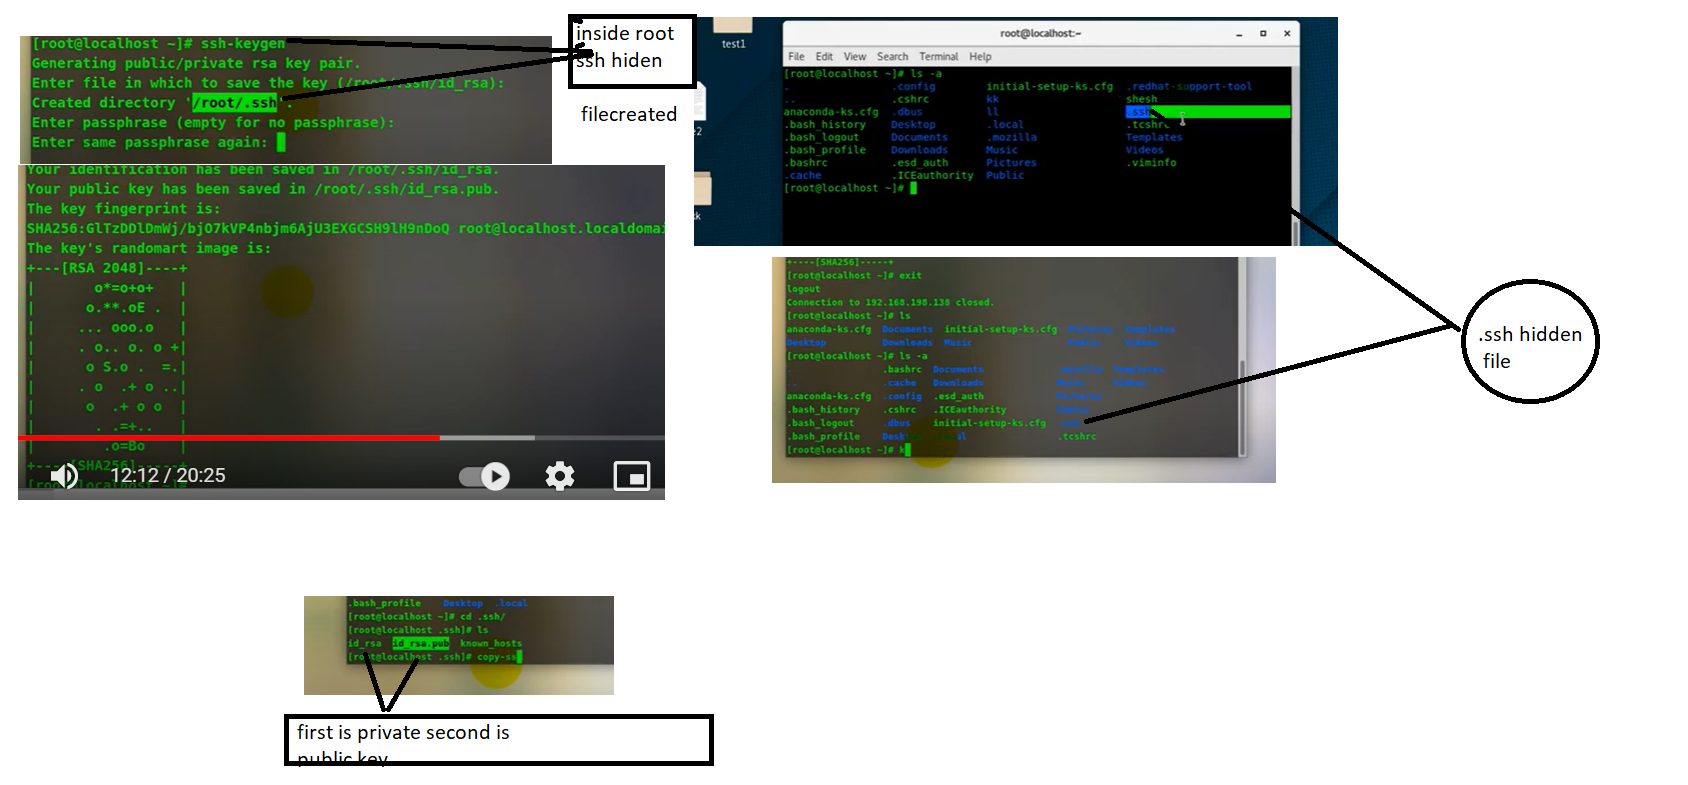 [root@localhost ~]# ssh-keygen
Generating public/private rsa key pair.
Enter file in which to save the key (/root/.ssh/id_rsa):
Created directory '/root/.ssh'.
Enter passphrase (empty for no passphrase):
Enter same passphrase again:
inside root
ssh hiden
filecreated
Your identification has been saved in /root/.ssh/id_rsa.
Your public key has been saved in /root/.ssh/id_rsa.pub.
The key fingerprint is:
The key's randomart image is:
+---[RSA 2048]----+
| o*=o+o+ |
| o.**.oE . |
| ... ooo.o |
| . o.. o. o +|
| o S.o . =.|
| . o .+ o ..|
| o .+ o o |
| . .=+.. |
| .o=Bo |
+----[SHA256]-----+
12:12 / 20:25
test1
root@localhost:~
File Edit View Search Terminal Help
[root@localhost ~]# ls -a
. .config initial-setup-ks.cfg .redhat-support-tool
.. .cshrc kk shesh
anaconda-ks.cfg .dbus ll .ssh
.bash_history Desktop .local .tcshrc
.bash_logout Documents .mozilla Templates
.bash_profile Downloads Music Videos
.bashrc .esd_auth Pictures .viminfo
.cache .ICEauthority Public
[root@localhost ~]#
+----[SHA256]-----+
[root@localhost ~]# exit
logout
Connection to 192.168.198.138 closed.
[root@localhost ~]# ls
anaconda-ks.cfg Documents initial-setup-ks.cfg Pictures Templates
Desktop Downloads Music Public Videos
[root@localhost ~]# ls -a
. .bashrc Documents .mozilla Templates
.. .cache Downloads Music Videos
anaconda-ks.cfg .config .esd_auth Pictures
.bash_history .cshrc .ICEauthority Public
.bash_logout .dbus initial-setup-ks.cfg
.bash_profile .tcshrc
[root@localhost ~]# k
.ssh hidden
file
.bash_profile Desktop .local
[root@localhost ~]# cd .ssh/
[root@localhost .ssh]# ls
id_rsa id_rsa.pub known_hosts
[root@localhost .ssh]# copy-ss
first is private second is
public key